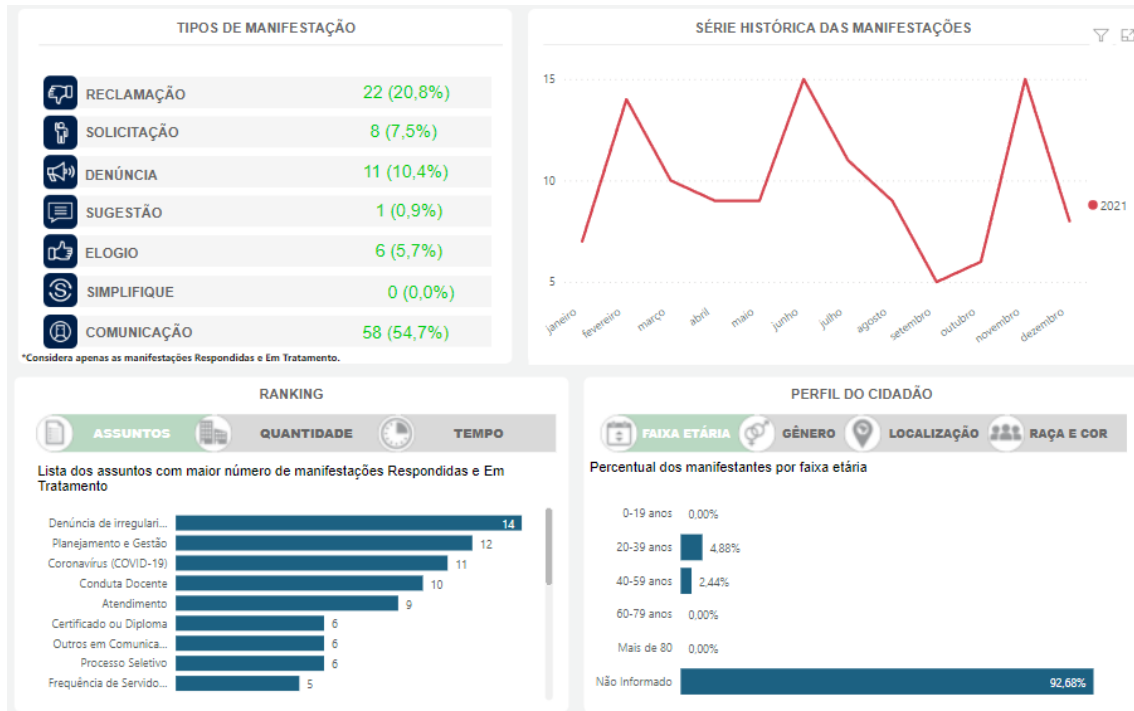 TIPOS DE MANIFESTAÇÃO
RECLAMAÇÃO 22 (20,8%)
SOLICITAÇÃO 8 (7,5%)
DENÚNCIA 11 (10,4%)
SUGESTÃO 1 (0,9%)
ELOGIO 6 (5,7%)
SIMPLIFIQUE 0 (0,0%)
COMUNICAÇÃO 58 (54,7%)
*Considera apenas as manifestações Respondidas e Em Tratamento.
SÉRIE HISTÓRICA DAS MANIFESTAÇÕES
15
10
5
2021
janeiro fevereiro março abril maio junho julho agosto setembro outubro novembro dezembro
RANKING
ASSUNTOS QUANTIDADE TEMPO
Lista dos assuntos com maior número de manifestações Respondidas e Em
Tratamento
Denúncia de irregulari... 14
Planejamento e Gestão 12
Coronavírus (COVID-19) 11
Conduta Docente 10
Atendimento 9
Certificado ou Diploma 6
Outros em Comunica... 6
Processo Seletivo 6
Frequência de Servido... 5
PERFIL DO CIDADÃO
FAIXA ETÁRIA GÊNERO LOCALIZAÇÃO RAÇA E COR
Percentual dos manifestantes por faixa etária
0-19 anos 0,00%
20-39 anos 4,88%
40-59 anos 2,44%
60-79 anos 0,00%
Mais de 80 0,00%
Não Informado 92,68%